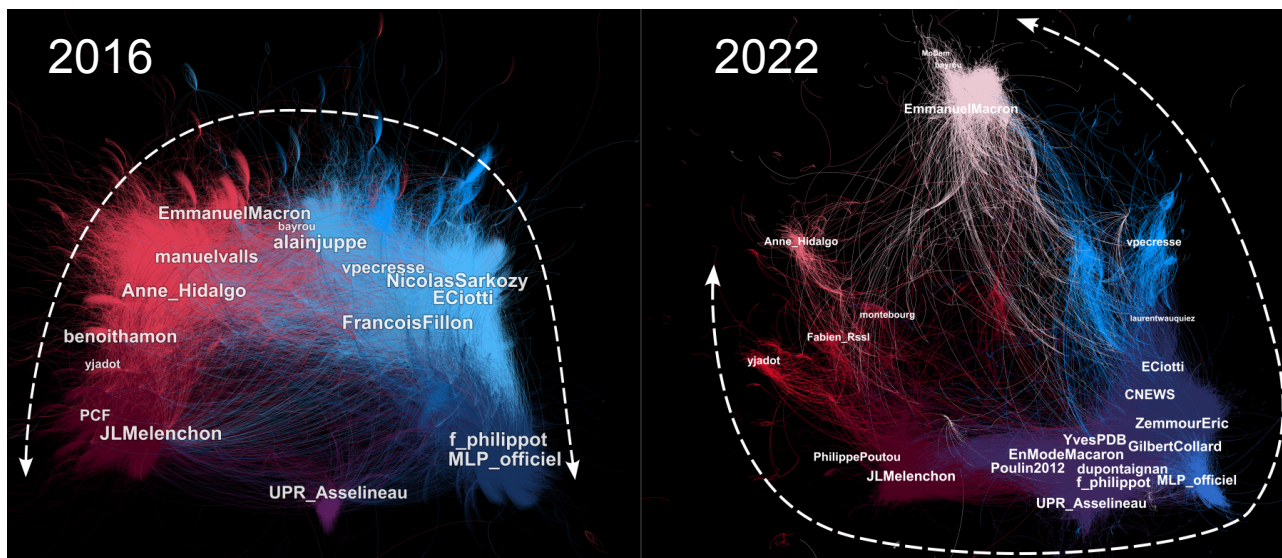 2016
EmmanuelMacron
bayrou
alainjuppe
manuelvalls
vpecresse
NicolasSarkozy
Anne_Hidalgo
ECiotti
FrancoisFillon
benoithamon
yjadot
PCF
JLMelenchon
f_philippot
MLP_officiel
UPR_Asselineau
2022
MoDem
bayrou
EmmanuelMacron
Anne_Hidalgo
vpecresse
montebourg
laurentwauquiez
Fabien_Rssl
yjadot
ECiotti
CNEWS
ZemmourEric
YvesPDB
GilbertCollard
EnModeMacaron
PhilippePoutou
Poulin2012
dupontaignan
JLMelenchon
f_philippot
MLP_officiel
UPR_Asselineau